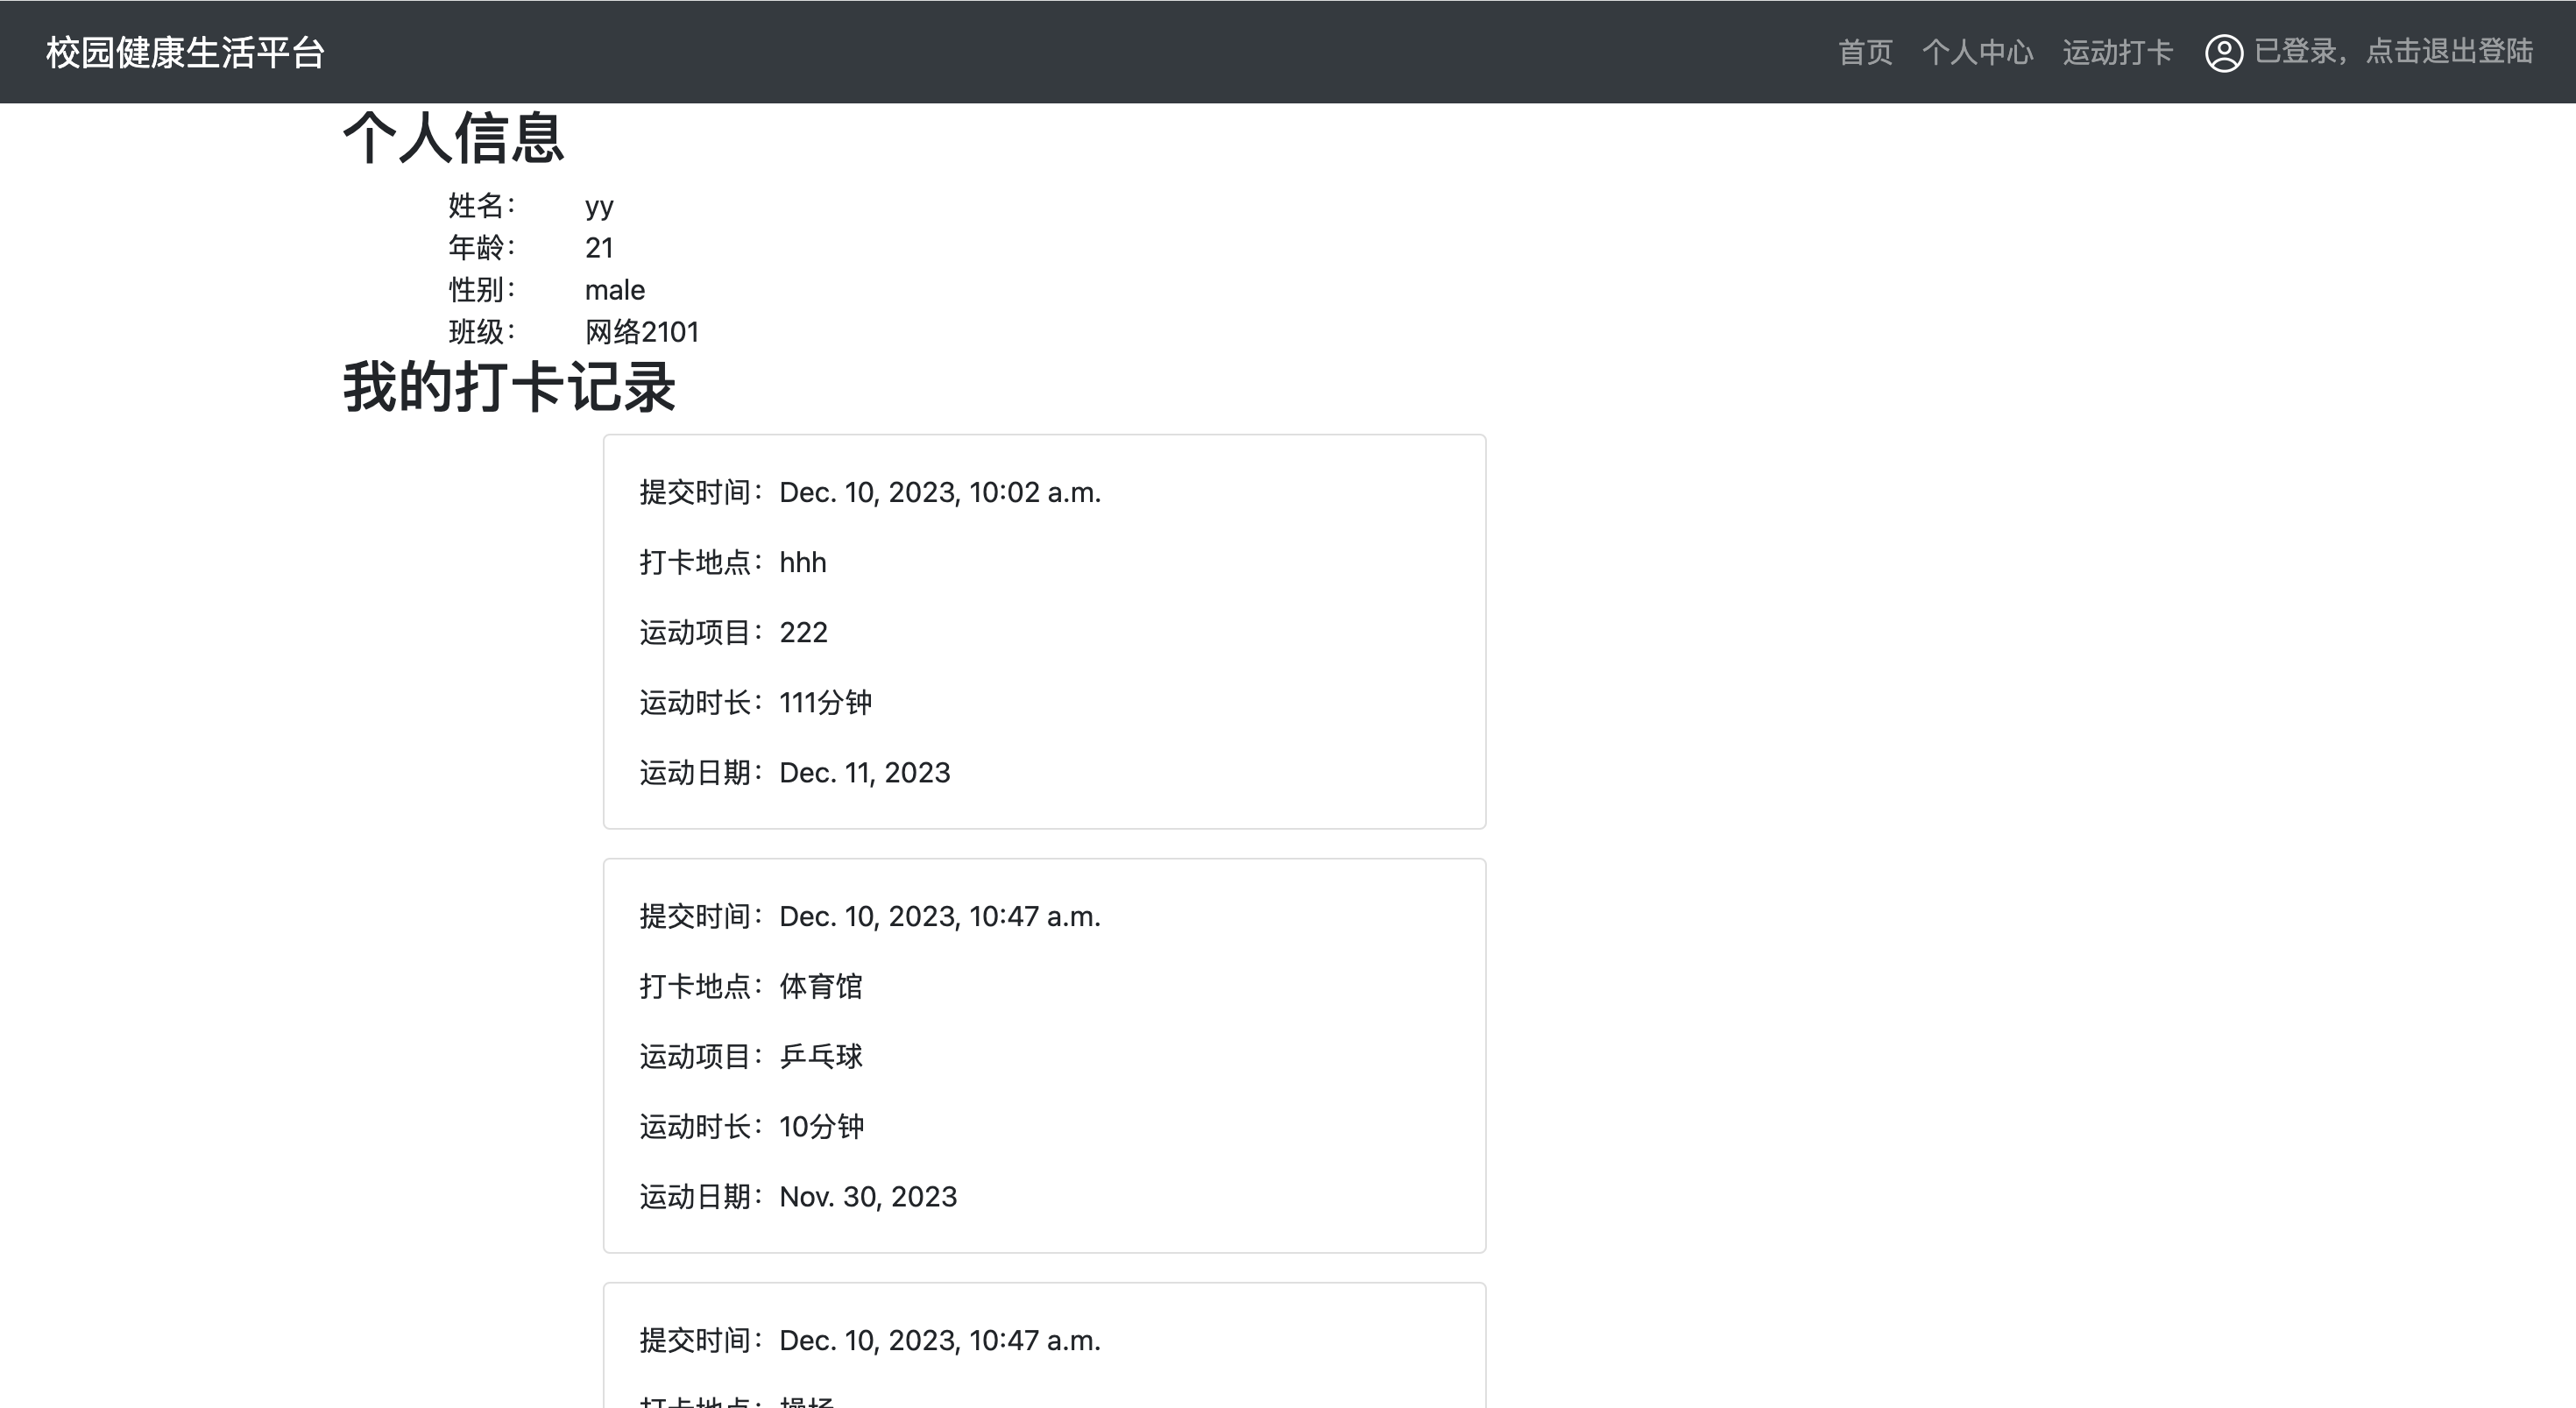 校园健康生活平台 首页 个人中心 运动打卡 已登录，点击退出登陆
个人信息
姓名： yy
年龄： 21
性别： male
班级： 网络2101
我的打卡记录
提交时间：Dec. 10, 2023, 10:02 a.m.
打卡地点：hhh
运动项目：222
运动时长：111分钟
运动日期：Dec. 11, 2023
提交时间：Dec. 10, 2023, 10:47 a.m.
打卡地点：体育馆
运动项目：乒乓球
运动时长：10分钟
运动日期：Nov. 30, 2023
提交时间：Dec. 10, 2023, 10:47 a.m.
打卡地点：操场